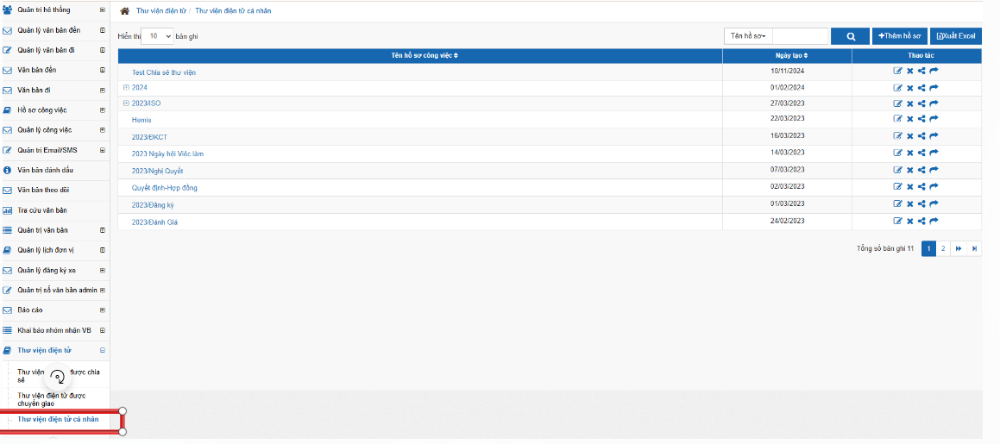 Quản trị hệ thống
Quản lý văn bản đến
Quản lý văn bản đi
Văn bản đến
Văn bản đi
Hồ sơ công việc
Quản lý công việc
Quản trị Email/SMS
Văn bản đánh dấu
Văn bản theo dõi
Tra cứu văn bản
Quản trị văn bản
Quản lý lịch đơn vị
Quản lý đăng ký xe
Quản trị sổ văn bản admin
Báo cáo
Khai báo nhóm nhận VB
Thư viện điện tử
Thư viện được chia
sẻ
Thư viện điện tử được
chuyển giao
Thư viện điện tử cá nhân
Thư viện điện tử / Thư viện điện tử cá nhân
Hiển thị 10 bản ghi
Tên hồ sơ
Thêm hồ sơ
Xuất Excel
Tên hồ sơ công việc Ngày tạo Thao tác
Test Chia sẻ thư viện 10/11/2024
2024 01/02/2024
2023/ISO 27/03/2023
Hemis 22/03/2023
2023/ĐKCT 16/03/2023
2023 Ngày hội Việc làm 14/03/2023
2023/Nghị Quyết 07/03/2023
Quyết định-Hợp đồng 02/03/2023
2023/Đăng ký 01/03/2023
2023/Đánh Giá 24/02/2023
Tổng số bản ghi 11 1 2